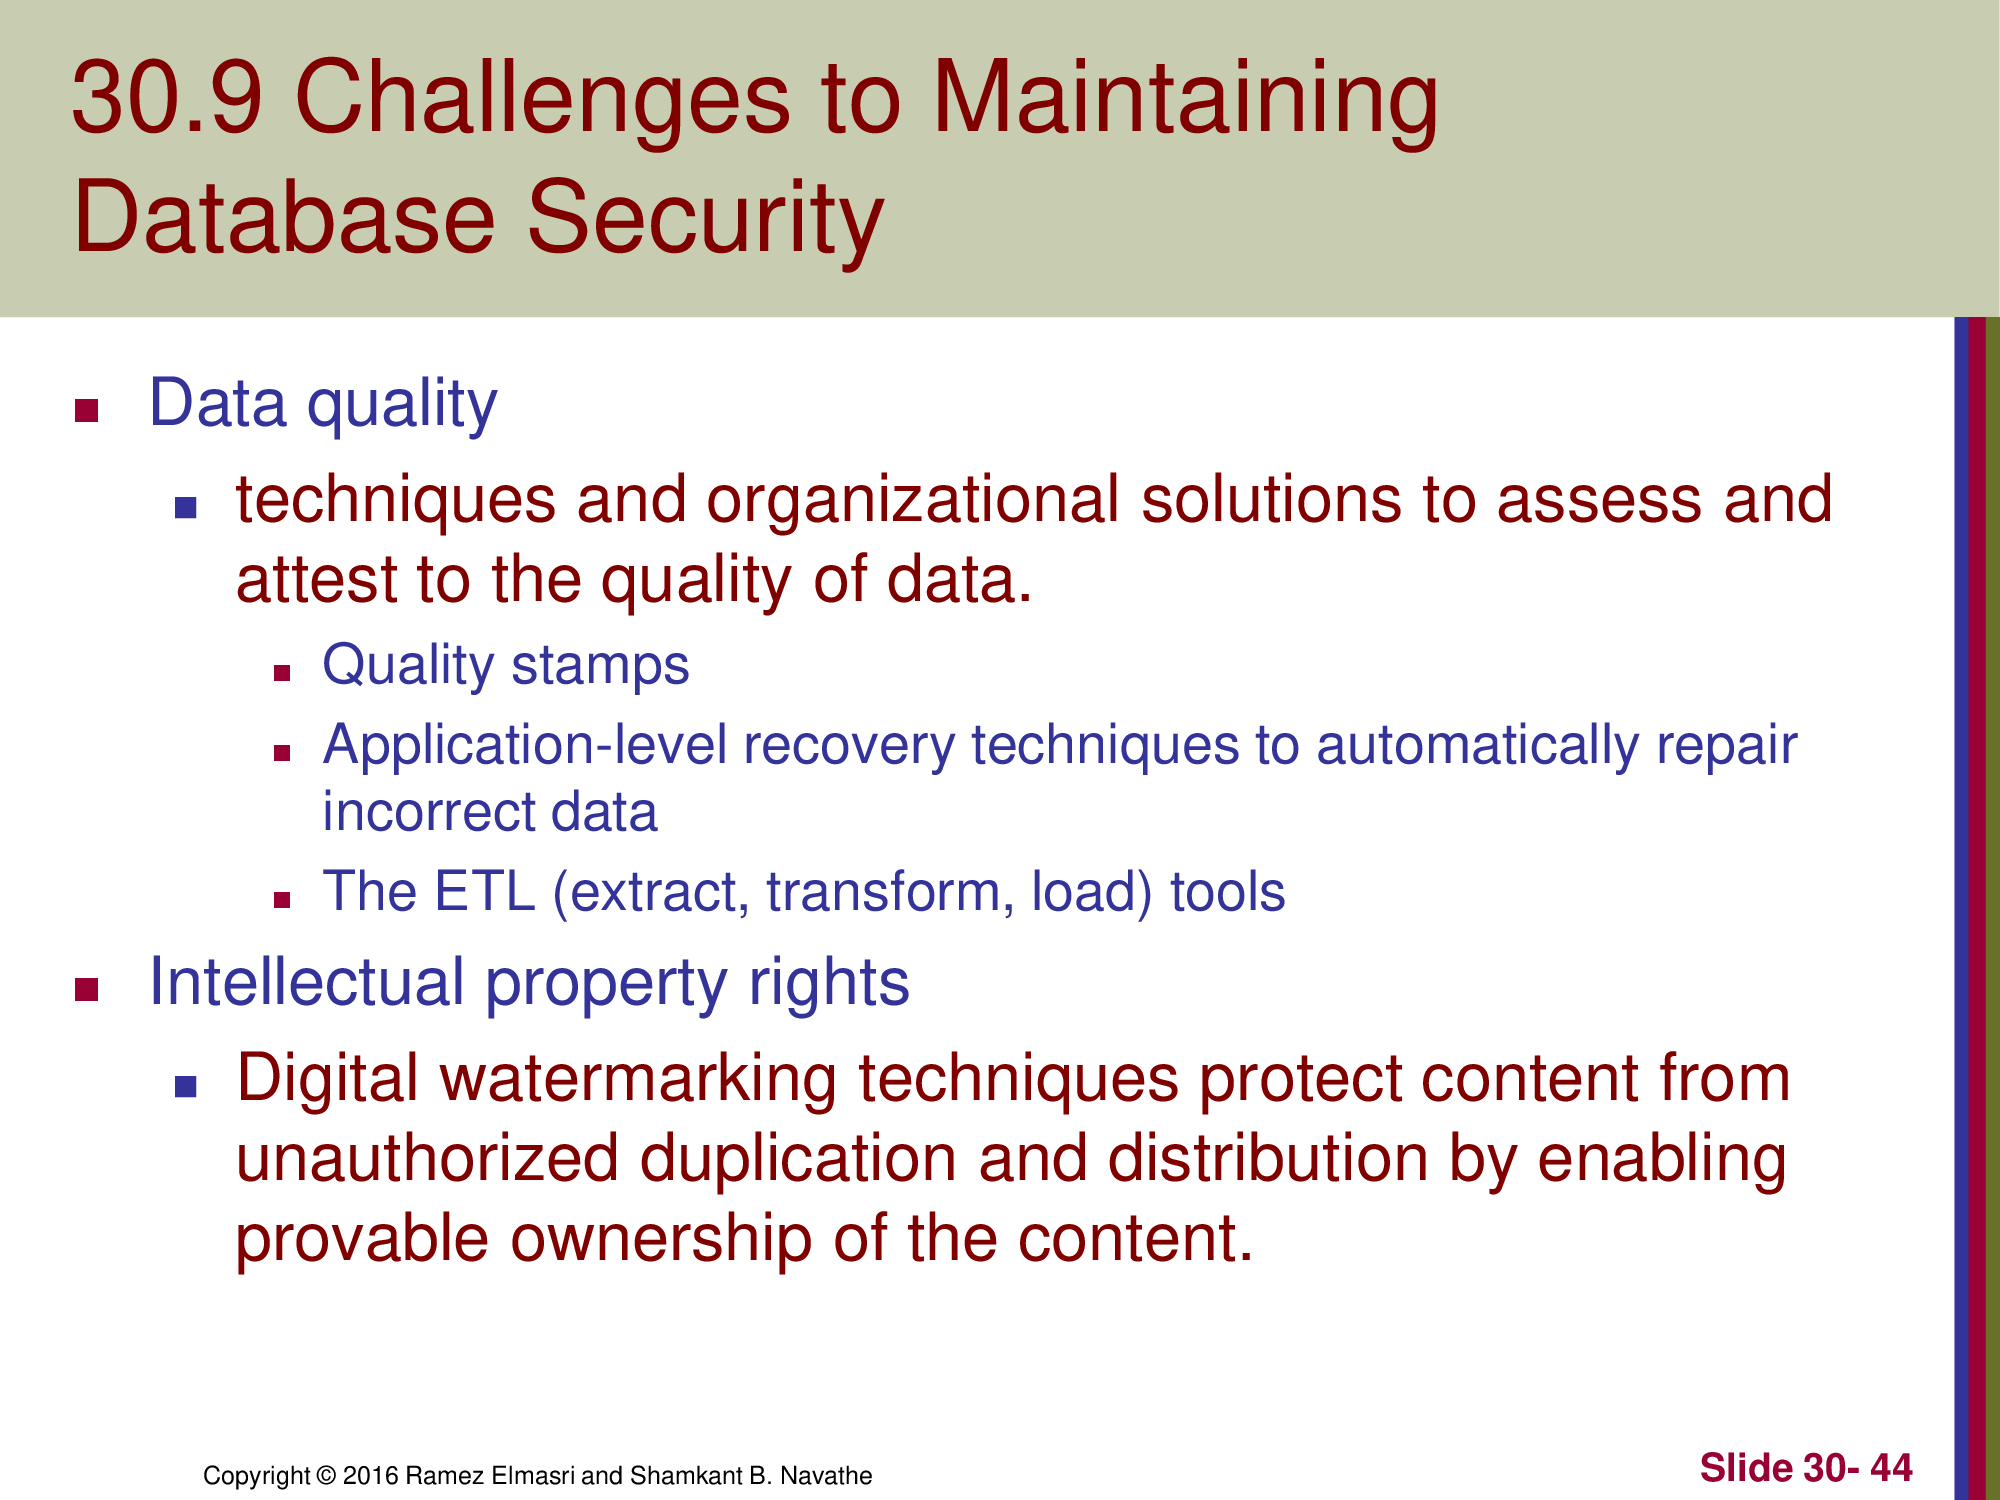 30.9 Challenges to Maintaining
Database Security
Data quality
techniques and organizational solutions to assess and
attest to the quality of data.
Quality stamps
Application-level recovery techniques to automatically repair
incorrect data
The ETL (extract, transform, load) tools
Intellectual property rights
Digital watermarking techniques protect content from
unauthorized duplication and distribution by enabling
provable ownership of the content.
Copyright © 2016 Ramez Elmasri and Shamkant B. Navathe
Slide 30- 44